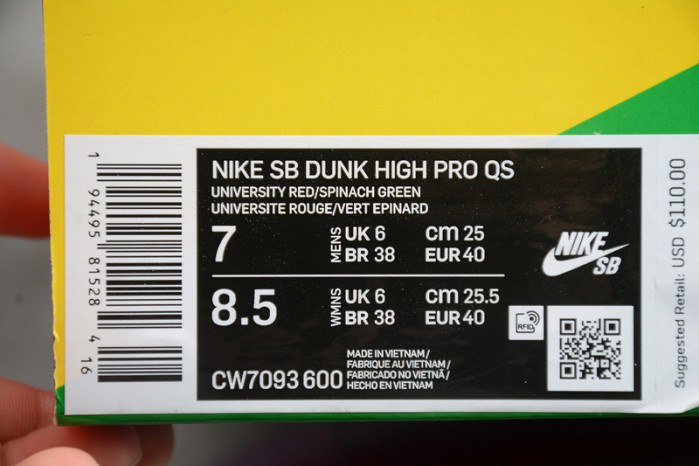 NIKE SB DUNK HIGH PRO QS
UNIVERSITY RED/SPINACH GREEN
UNIVERSITE ROUGE/VERT EPINARD
7 MENS UK 6 cm 25
BR 38 EUR 40
8.5 WMNS UK 6 cm 25.5
BR 38 EUR 40
CW7093 600
MADE IN VIETNAM /
FABRIQUE AU VIETNAM /
FABRICADO NO VIETNÃ /
HECHO EN VIETNAM
NIKE
SB
RFID
1 94495 81528 4 16
Suggested Retail: USD $110.00